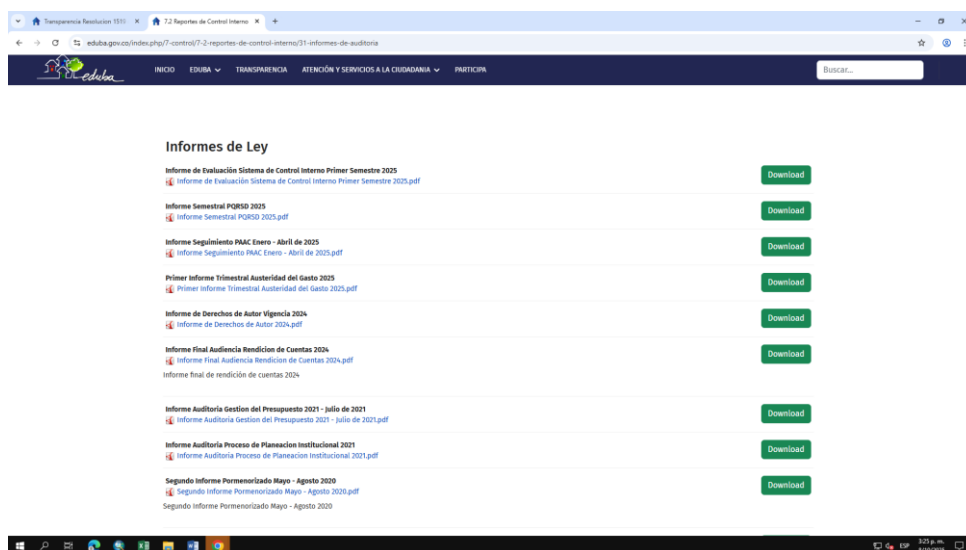 Transparencia Resolucion 1519
7.2 Reportes de Control Interno
eduba.gov.co/index.php/7-control/7-2-reportes-de-control-interno/31-informes-de-auditoria
eduba
INICIO EDUBA TRANSPARENCIA ATENCIÓN Y SERVICIOS A LA CIUDADANIA PARTICIPA
Buscar...
Informes de Ley
Informe de Evaluación Sistema de Control Interno Primer Semestre 2025
Informe de Evaluación Sistema de Control Interno Primer Semestre 2025.pdf
Download
Informe Semestral PQRSD 2025
Informe Semestral PQRSD 2025.pdf
Download
Informe Seguimiento PAAC Enero - Abril de 2025
Informe Seguimiento PAAC Enero - Abril de 2025.pdf
Download
Primer Informe Trimestral Austeridad del Gasto 2025
Primer Informe Trimestral Austeridad del Gasto 2025.pdf
Download
Informe de Derechos de Autor Vigencia 2024
Informe de Derechos de Autor 2024.pdf
Download
Informe Final Audiencia Rendicion de Cuentas 2024
Informe Final Audiencia Rendicion de Cuentas 2024.pdf
Download
Informe final de rendición de cuentas 2024
Informe Auditoria Gestion del Presupuesto 2021 - Julio de 2021
Informe Auditoria Gestion del Presupuesto 2021 - Julio de 2021.pdf
Download
Informe Auditoria Proceso de Planeacion Institucional 2021
Informe Auditoria Proceso de Planeacion Institucional 2021.pdf
Download
Segundo Informe Pormenorizado Mayo - Agosto 2020
Segundo Informe Pormenorizado Mayo - Agosto 2020.pdf
Download
Segundo Informe Pormenorizado Mayo - Agosto 2020
ESP
3:25 p. m.